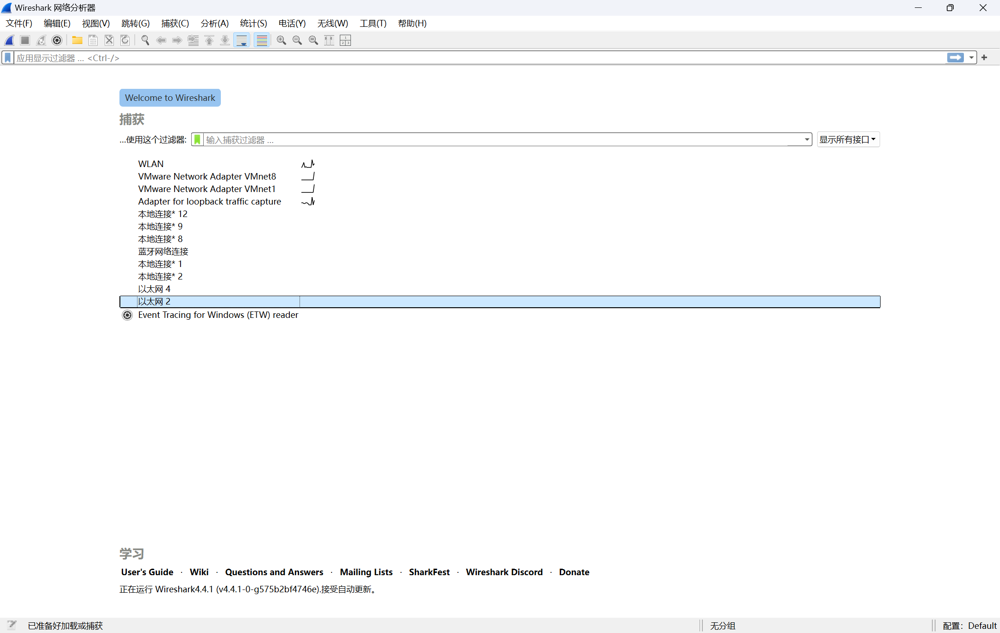 Wireshark 网络分析器
文件(F) 编辑(E) 视图(V) 跳转(G) 捕获(C) 分析(A) 统计(S) 电话(Y) 无线(W) 工具(T) 帮助(H)
应用显示过滤器 … <Ctrl-/>
Welcome to Wireshark
捕获
…使用这个过滤器: 输入捕获过滤器 … 显示所有接口
WLAN
VMware Network Adapter VMnet8
VMware Network Adapter VMnet1
Adapter for loopback traffic capture
本地连接* 12
本地连接* 9
本地连接* 8
蓝牙网络连接
本地连接* 1
本地连接* 2
以太网 4
以太网 2
Event Tracing for Windows (ETW) reader
学习
User's Guide · Wiki · Questions and Answers · Mailing Lists · SharkFest · Wireshark Discord · Donate
正在运行 Wireshark4.4.1 (v4.4.1-0-g575b2bf4746e).接受自动更新。
已准备好加载或捕获 无分组 配置：Default